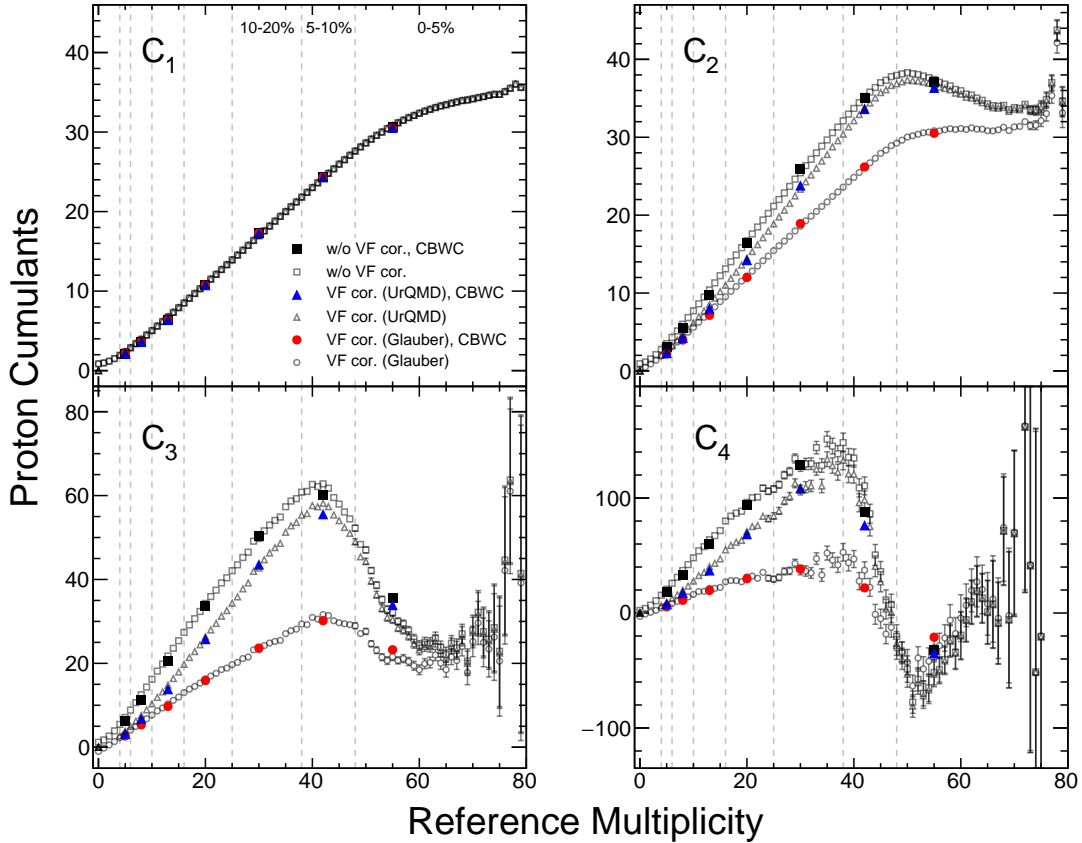 Proton Cumulants
C1
10-20% 5-10% 0-5%
40
30
20
10
0
w/o VF cor., CBWC
w/o VF cor.
VF cor. (UrQMD), CBWC
VF cor. (UrQMD)
VF cor. (Glauber), CBWC
VF cor. (Glauber)
C2
40
30
20
10
0
C3
80
60
40
20
0
0 20 40 60 80
C4
100
0
−100
0 20 40 60 80
Reference Multiplicity